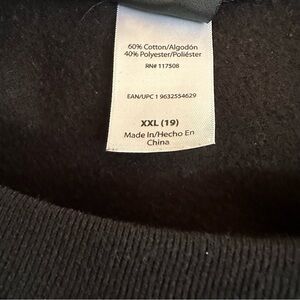 60% Cotton/Algodón
40% Polyester/Poliéster
RN# 117508
EAN/UPC 1 9632554629
XXL (19)
Made In/Hecho En
China